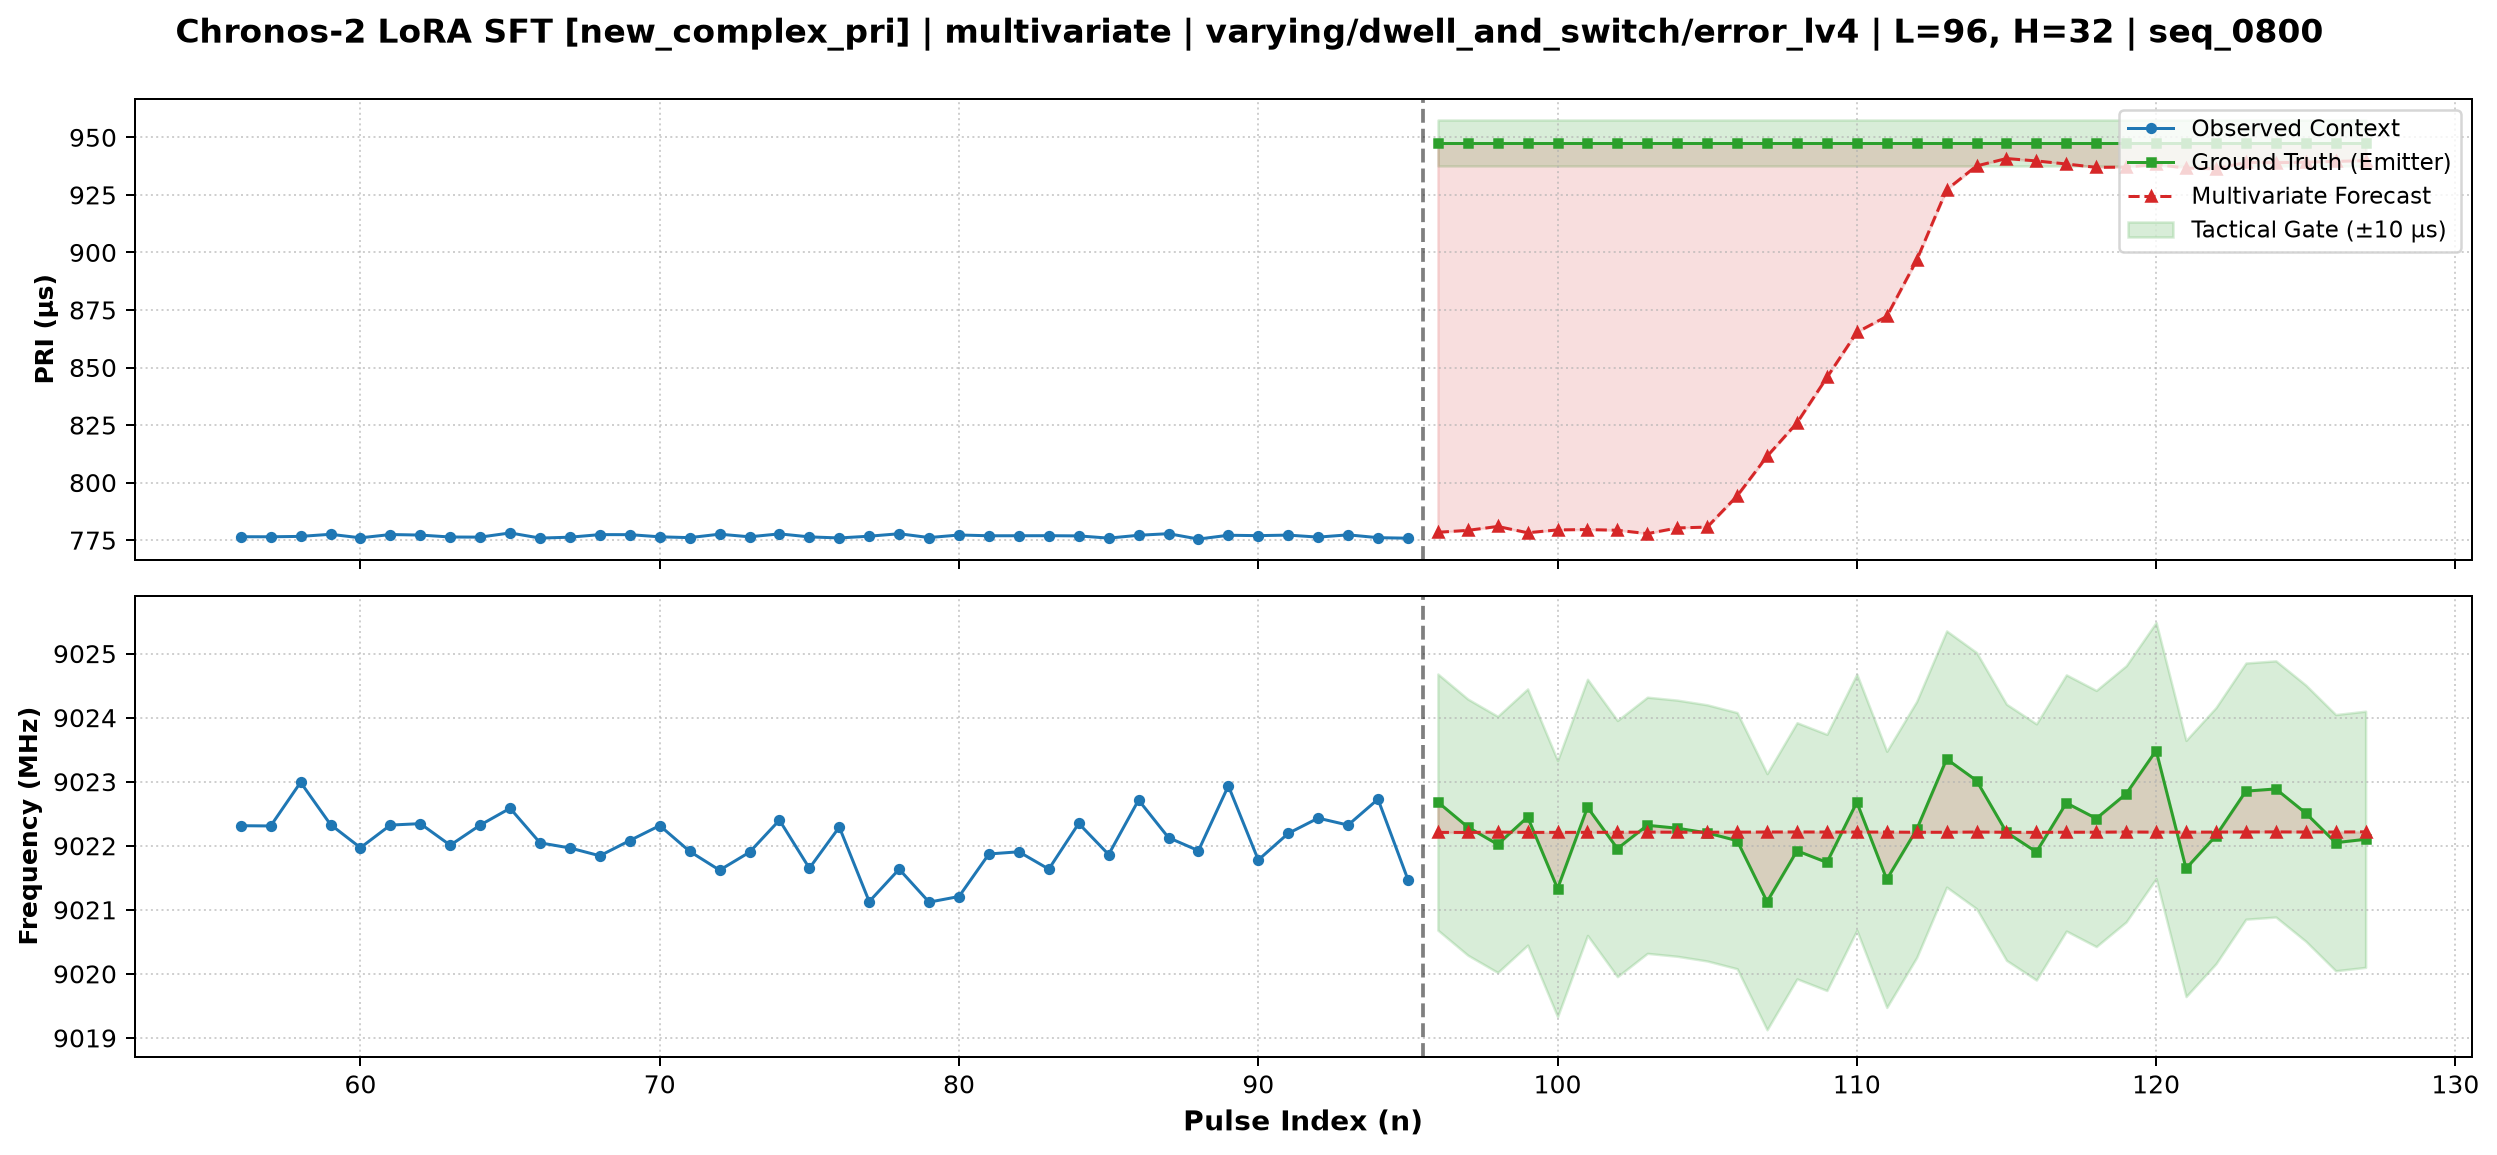 Chronos-2 LoRA SFT [new_complex_pri] | multivariate | varying/dwell_and_switch/error_lv4 | L=96, H=32 | seq_0800
PRI (µs)
950
925
900
875
850
825
800
775
Observed Context
Ground Truth (Emitter)
Multivariate Forecast
Tactical Gate (±10 µs)
Frequency (MHz)
9025
9024
9023
9022
9021
9020
9019
60 70 80 90 100 110 120 130
Pulse Index (n)